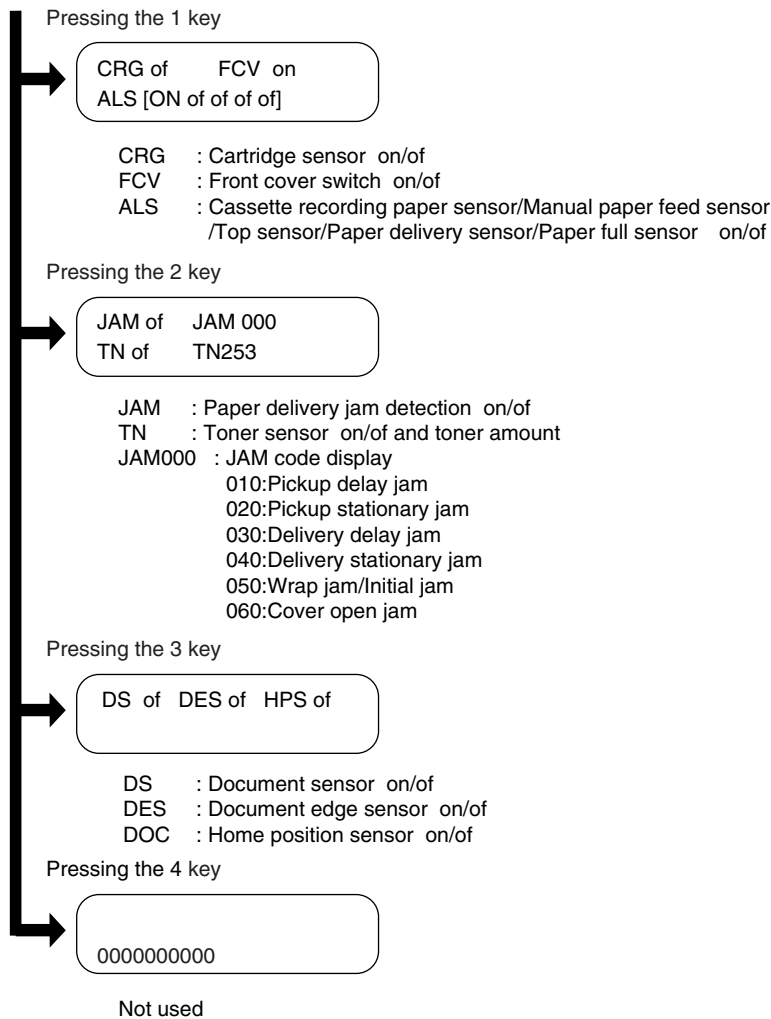 Pressing the 1 key
CRG of FCV on
ALS [ON of of of of]
CRG : Cartridge sensor on/of
FCV : Front cover switch on/of
ALS : Cassette recording paper sensor/Manual paper feed sensor
/Top sensor/Paper delivery sensor/Paper full sensor on/of
Pressing the 2 key
JAM of JAM 000
TN of TN253
JAM : Paper delivery jam detection on/of
TN : Toner sensor on/of and toner amount
JAM000 : JAM code display
010:Pickup delay jam
020:Pickup stationary jam
030:Delivery delay jam
040:Delivery stationary jam
050:Wrap jam/Initial jam
060:Cover open jam
Pressing the 3 key
DS of DES of HPS of
DS : Document sensor on/of
DES : Document edge sensor on/of
DOC : Home position sensor on/of
Pressing the 4 key
0000000000
Not used